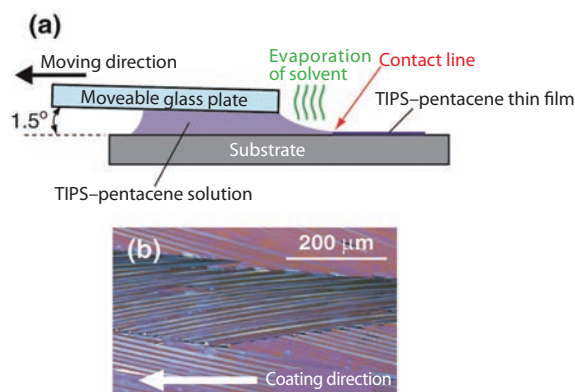 (a)
Moving direction
Evaporation
of solvent
Contact line
Moveable glass plate
TIPS–pentacene thin film
1.5°
Substrate
TIPS–pentacene solution
(b)
200 μm
Coating direction